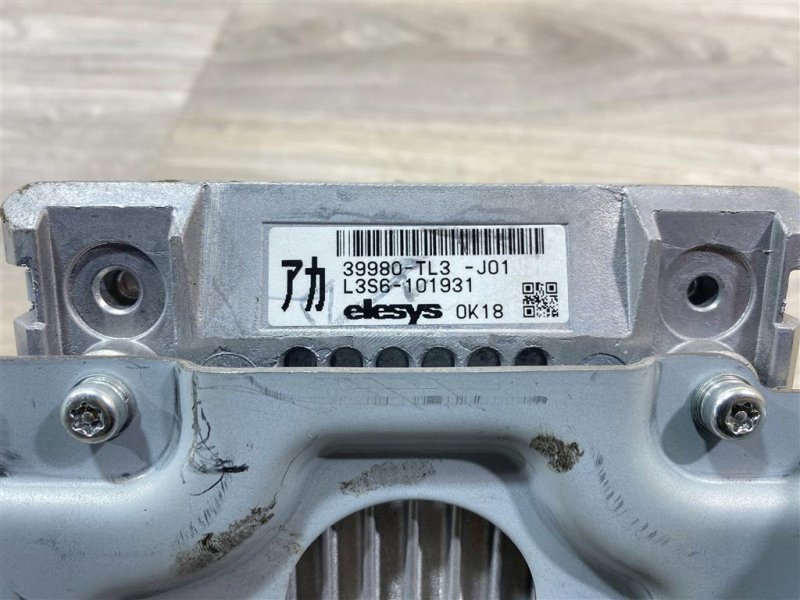 アカ
39980-TL3 -J01
L3S6-101931
elesys 0K18